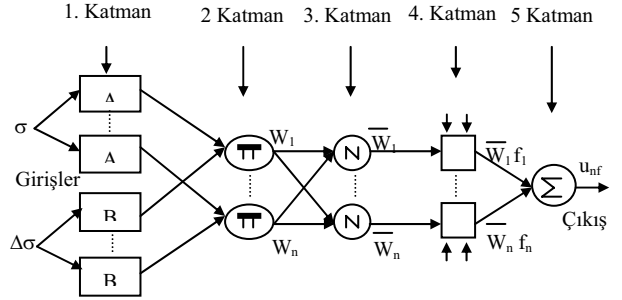 1. Katman 2 Katman 3. Katman 4. Katman 5 Katman
A
σ
A
Girişler
B
Δσ
B
Π
Π
W1
Wn
N
N
W̅1
W̅n
W̅1 f1
W̅n fn
Σ
unf
Çıkış